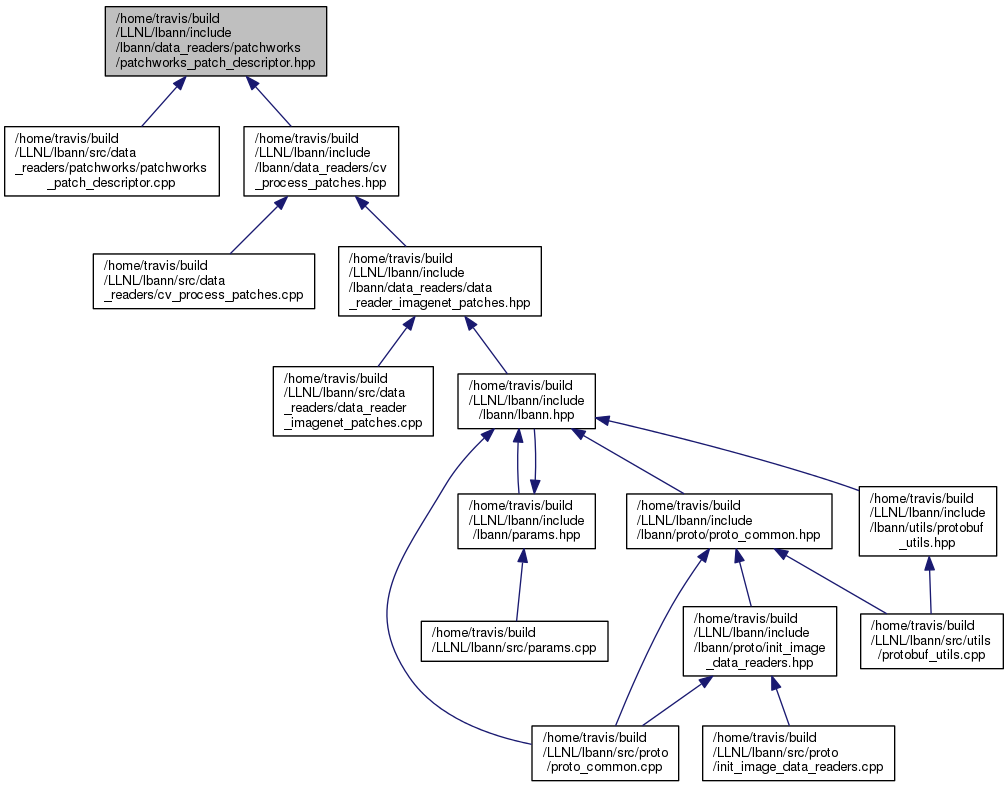 /home/travis/build
/LLNL/lbann/include
/lbann/data_readers/patchworks
/patchworks_patch_descriptor.hpp
/home/travis/build
/LLNL/lbann/src/data
_readers/patchworks/patchworks
_patch_descriptor.cpp
/home/travis/build
/LLNL/lbann/include
/lbann/data_readers/cv
_process_patches.hpp
/home/travis/build
/LLNL/lbann/src/data
_readers/cv_process_patches.cpp
/home/travis/build
/LLNL/lbann/include
/lbann/data_readers/data
_reader_imagenet_patches.hpp
/home/travis/build
/LLNL/lbann/src/data
_readers/data_reader
_imagenet_patches.cpp
/home/travis/build
/LLNL/lbann/include
/lbann/lbann.hpp
/home/travis/build
/LLNL/lbann/include
/lbann/params.hpp
/home/travis/build
/LLNL/lbann/include
/lbann/proto/proto_common.hpp
/home/travis/build
/LLNL/lbann/include
/lbann/utils/protobuf
_utils.hpp
/home/travis/build
/LLNL/lbann/src/params.cpp
/home/travis/build
/LLNL/lbann/include
/lbann/proto/init_image
_data_readers.hpp
/home/travis/build
/LLNL/lbann/src/utils
/protobuf_utils.cpp
/home/travis/build
/LLNL/lbann/src/proto
/proto_common.cpp
/home/travis/build
/LLNL/lbann/src/proto
/init_image_data_readers.cpp